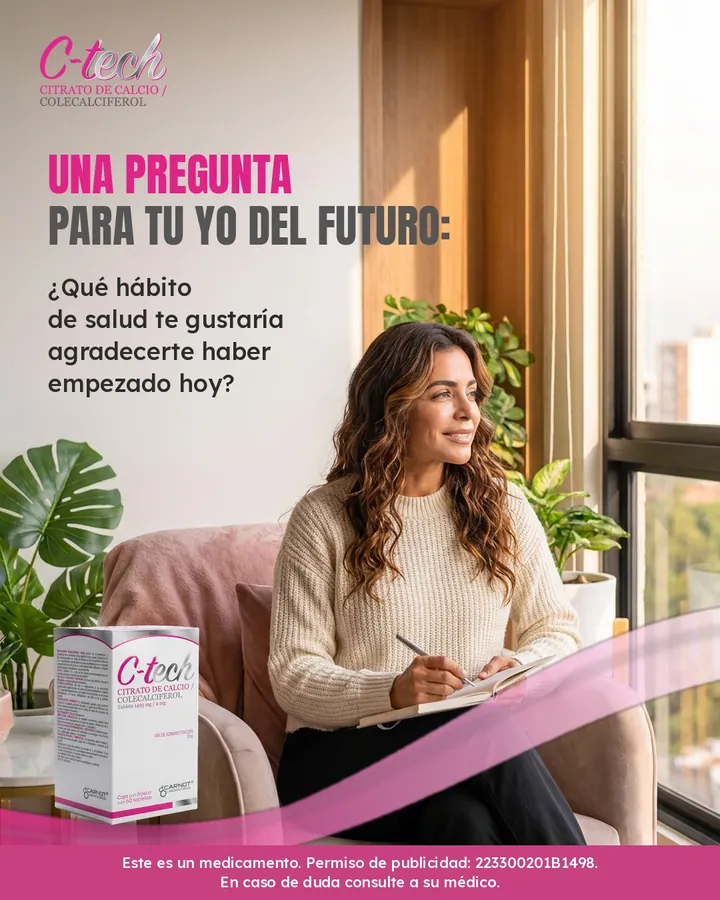 C-tech
CITRATO DE CALCIO /
COLECALCIFEROL
UNA PREGUNTA
PARA TU YO DEL FUTURO:
¿Qué hábito
de salud te gustaría
agradecerte haber
empezado hoy?
C-tech
CITRATO DE CALCIO /
COLECALCIFEROL
CARNOT
Este es un medicamento. Permiso de publicidad: 223300201B1498.
En caso de duda consulte a su médico.